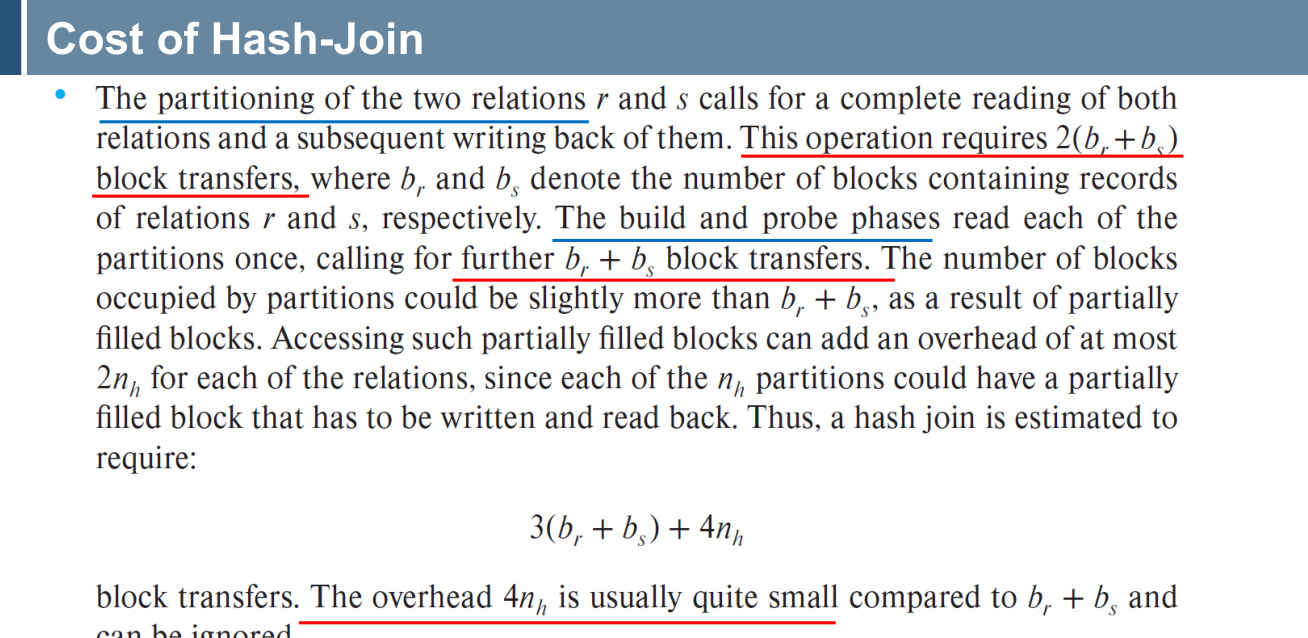 Cost of Hash-Join
• The partitioning of the two relations r and s calls for a complete reading of both
relations and a subsequent writing back of them. This operation requires 2(b_r + b_s)
block transfers, where b_r and b_s denote the number of blocks containing records
of relations r and s, respectively. The build and probe phases read each of the
partitions once, calling for further b_r + b_s block transfers. The number of blocks
occupied by partitions could be slightly more than b_r + b_s, as a result of partially
filled blocks. Accessing such partially filled blocks can add an overhead of at most
2n_h for each of the relations, since each of the n_h partitions could have a partially
filled block that has to be written and read back. Thus, a hash join is estimated to
require:
3(b_r + b_s) + 4n_h
block transfers. The overhead 4n_h is usually quite small compared to b_r + b_s and
can be ignored